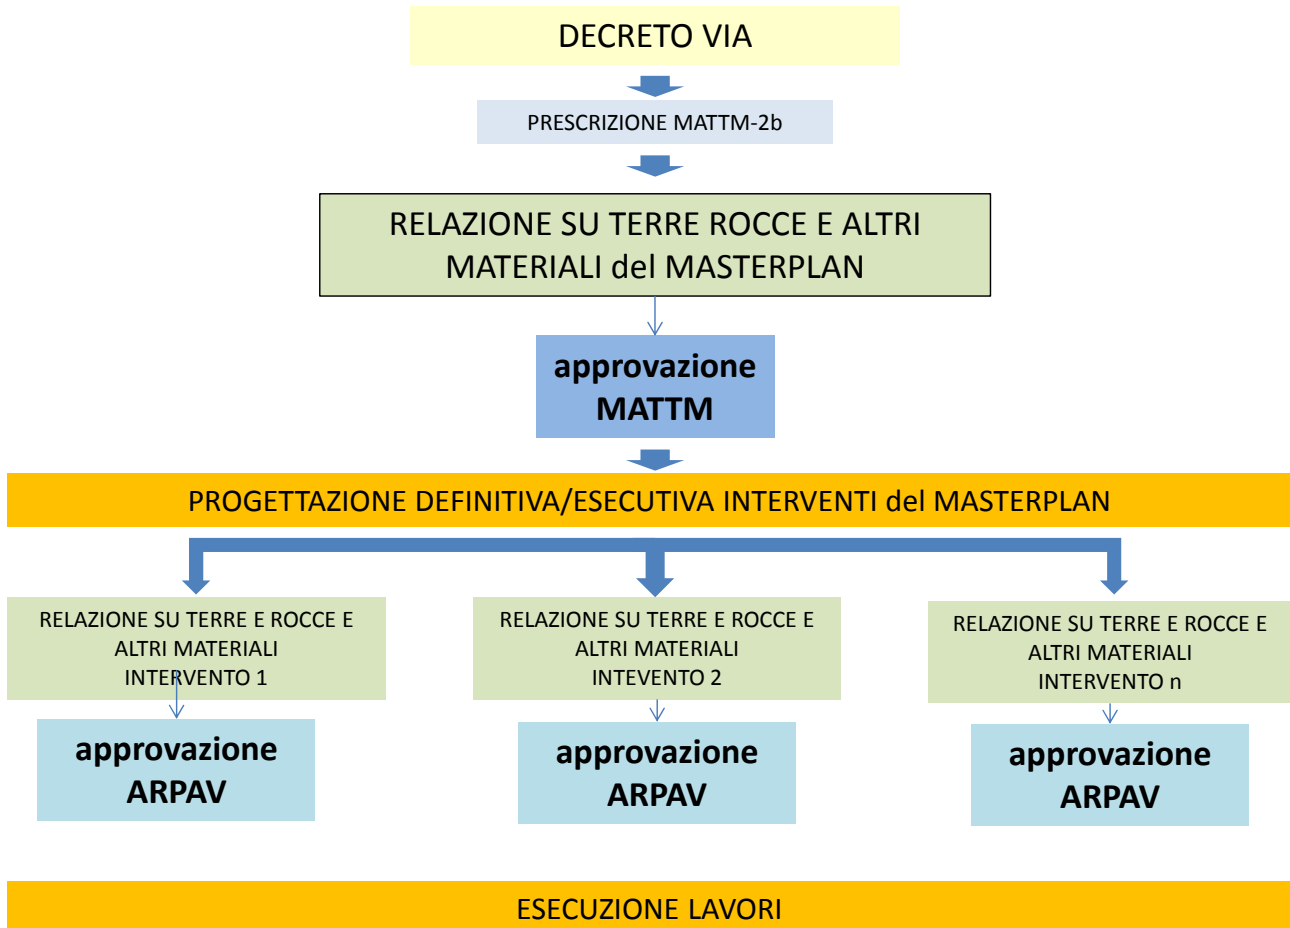 DECRETO VIA
PRESCRIZIONE MATTM-2b
RELAZIONE SU TERRE ROCCE E ALTRI
MATERIALI del MASTERPLAN
approvazione
MATTM
PROGETTAZIONE DEFINITIVA/ESECUTIVA INTERVENTI del MASTERPLAN
RELAZIONE SU TERRE E ROCCE E
ALTRI MATERIALI
INTERVENTO 1
RELAZIONE SU TERRE E ROCCE E
ALTRI MATERIALI
INTEVENTO 2
RELAZIONE SU TERRE E ROCCE E
ALTRI MATERIALI
INTERVENTO n
approvazione
ARPAV
approvazione
ARPAV
approvazione
ARPAV
ESECUZIONE LAVORI